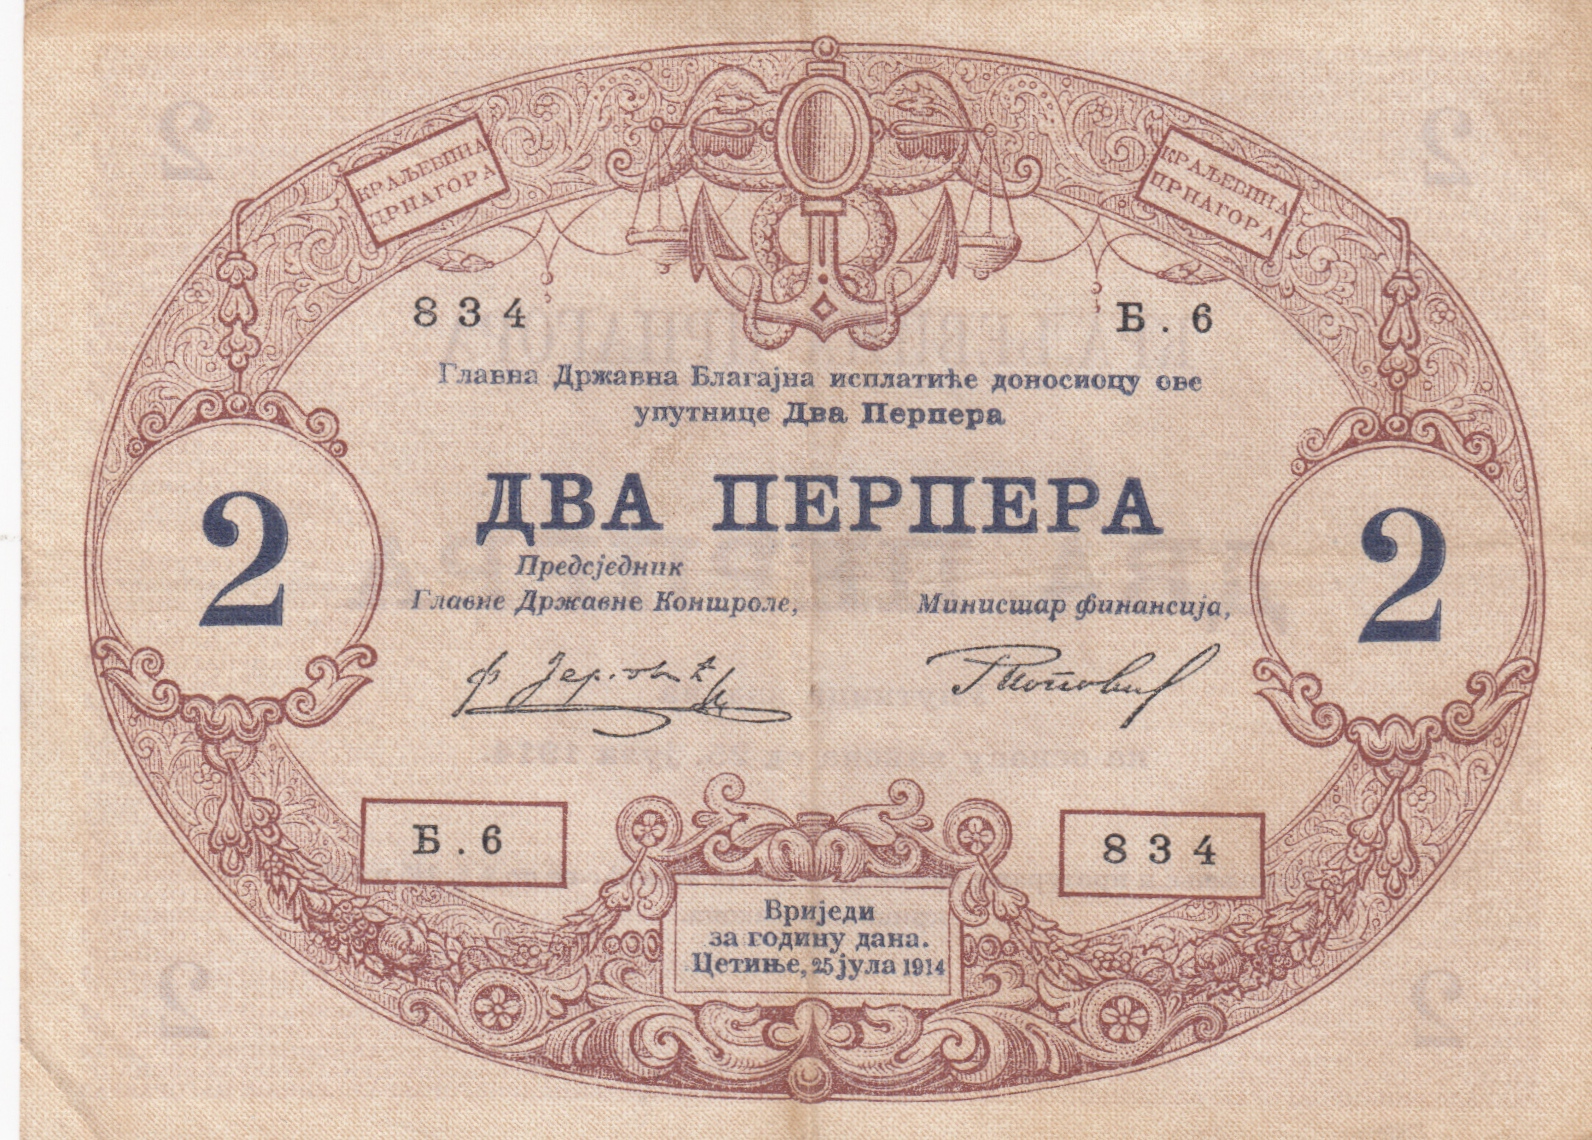 КРАЉЕВИНА
ЦРНАГОРА
КРАЉЕВИНА
ЦРНАГОРА
834
Б.6
Главна Државна Благајна исплатиће доносиоцу ове
упутнице Два Перпера
ДВА ПЕРПЕРА
2
2
Предсједник
Главне Државне Контроле,
Министар финансија,
Б.6
834
Вриједи
за годину дана.
Цетиње, 25 јула 1914